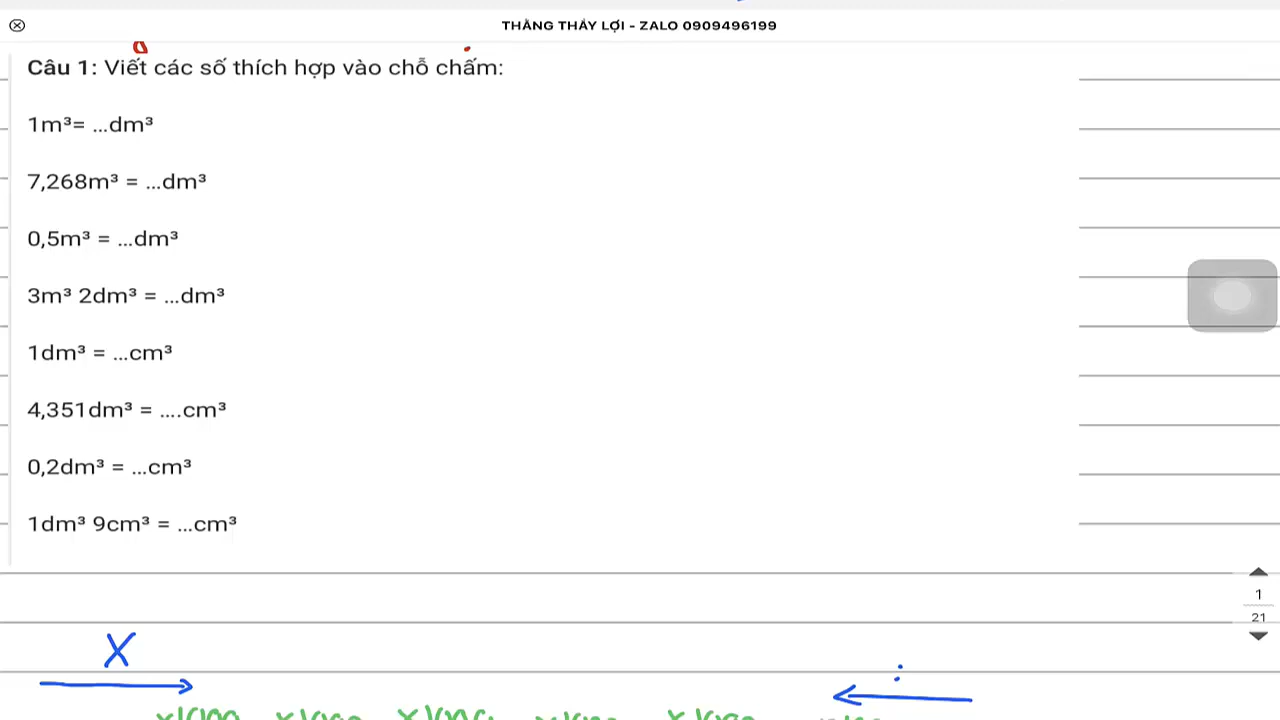 THẮNG THẦY LỢI - ZALO 0909496199
Câu 1: Viết các số thích hợp vào chỗ chấm:
1m³= ...dm³
7,268m³ = ...dm³
0,5m³ = ...dm³
3m³ 2dm³ = ...dm³
1dm³ = ...cm³
4,351dm³ = ....cm³
0,2dm³ = ...cm³
1dm³ 9cm³ = ...cm³
1
21
X
: